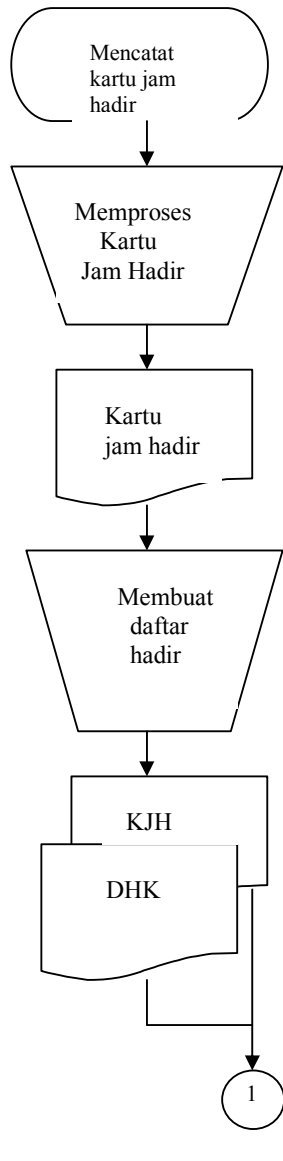 Mencatat
kartu jam
hadir
Memproses
Kartu
Jam Hadir
Kartu
jam hadir
Membuat
daftar
hadir
KJH
DHK
1